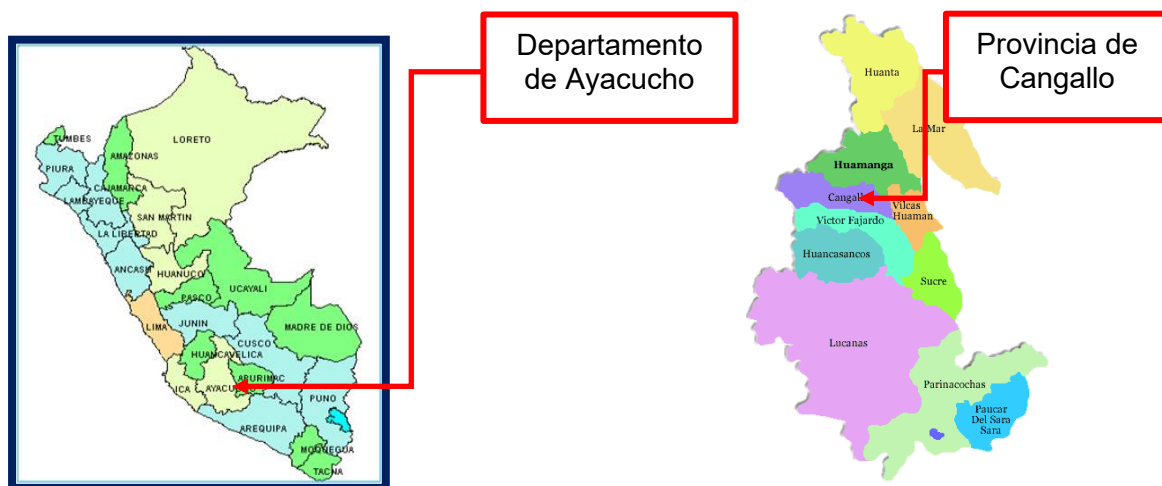 Departamento
de Ayacucho
Provincia de
Cangallo
TUMBES
LORETO
AMAZONAS
PIURA
CAJAMARCA
LAMBAYEQUE
SAN MARTIN
LA LIBERTAD
ANCASH
HUANUCO
UCAYALI
PASCO
LIMA
JUNIN
MADRE DE DIOS
CUSCO
HUANCAVELICA
APURIMAC
ICA
AYACUCHO
PUNO
AREQUIPA
MOQUEGUA
TACNA
Huanta
La Mar
Huamanga
Cangallo
Vilcas
Huaman
Victor Fajardo
Huancasancos
Sucre
Lucanas
Parinacochas
Paucar
Del Sara
Sara